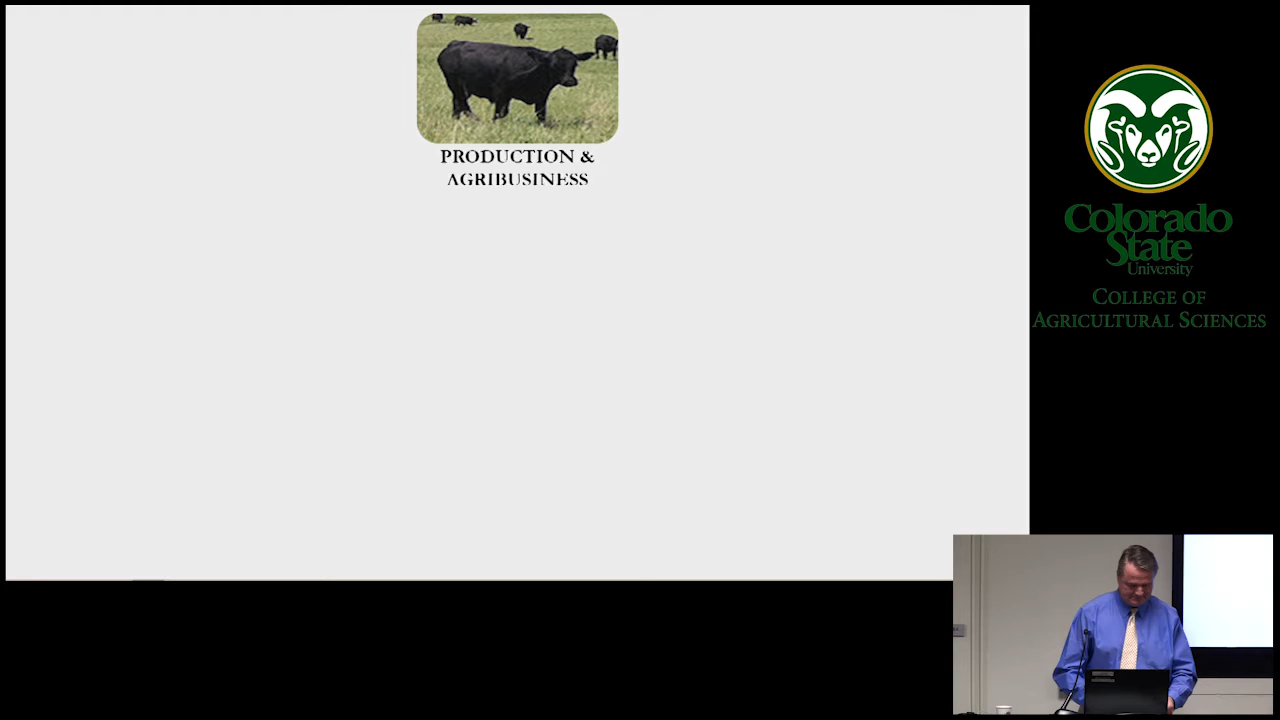 PRODUCTION &
AGRIBUSINESS
Colorado
State
University
COLLEGE OF
AGRICULTURAL SCIENCES